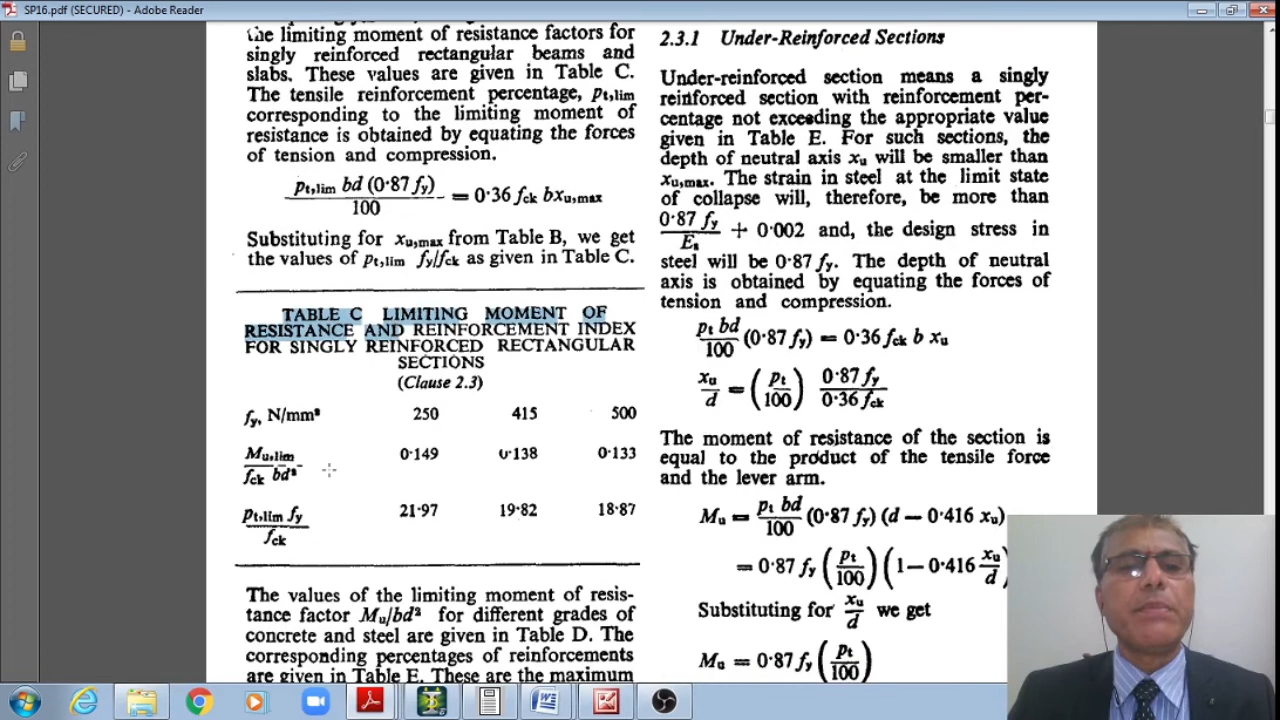 SP16.pdf (SECURED) - Adobe Reader
the limiting moment of resistance factors for
singly reinforced rectangular beams and
slabs. These values are given in Table C.
The tensile reinforcement percentage, pt,lim
corresponding to the limiting moment of
resistance is obtained by equating the forces
of tension and compression.
pt,lim bd (0·87 fy) / 100 = 0·36 fck bxu,max
Substituting for xu,max from Table B, we get
the values of pt,lim fy/fck as given in Table C.
TABLE C LIMITING MOMENT OF
RESISTANCE AND REINFORCEMENT INDEX
FOR SINGLY REINFORCED RECTANGULAR
SECTIONS
(Clause 2.3)
fy, N/mm² 250 415 500
Mu,lim / fck bd² 0·149 0·138 0·133
pt,lim fy / fck 21·97 19·82 18·87
The values of the limiting moment of resis-
tance factor Mu/bd² for different grades of
concrete and steel are given in Table D. The
corresponding percentages of reinforcements
are given in Table E. These are the maximum
2.3.1 Under-Reinforced Sections
Under-reinforced section means a singly
reinforced section with reinforcement per-
centage not exceeding the appropriate value
given in Table E. For such sections, the
depth of neutral axis xu will be smaller than
xu,max. The strain in steel at the limit state
of collapse will, therefore, be more than
0·87 fy / Es + 0·002 and, the design stress in
steel will be 0·87 fy. The depth of neutral
axis is obtained by equating the forces of
tension and compression.
pt bd / 100 (0·87 fy) = 0·36 fck b xu
xu / d = (pt / 100) 0·87 fy / 0·36 fck
The moment of resistance of the section is
equal to the product of the tensile force
and the lever arm.
Mu = pt bd / 100 (0·87 fy) (d − 0·416 xu)
= 0·87 fy (pt / 100) (1 − 0·416 xu / d
Substituting for xu / d we get
Mu = 0·87 fy (pt / 100)